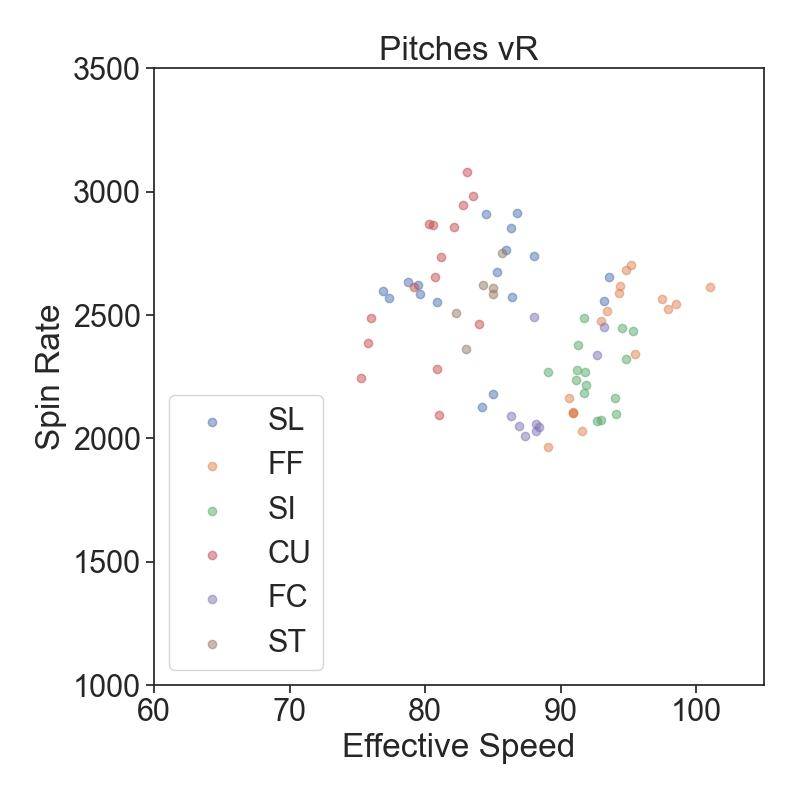 Pitches vR
3500
3000
2500
2000
1500
1000
Spin Rate
SL
FF
SI
CU
FC
ST
60 70 80 90 100
Effective Speed